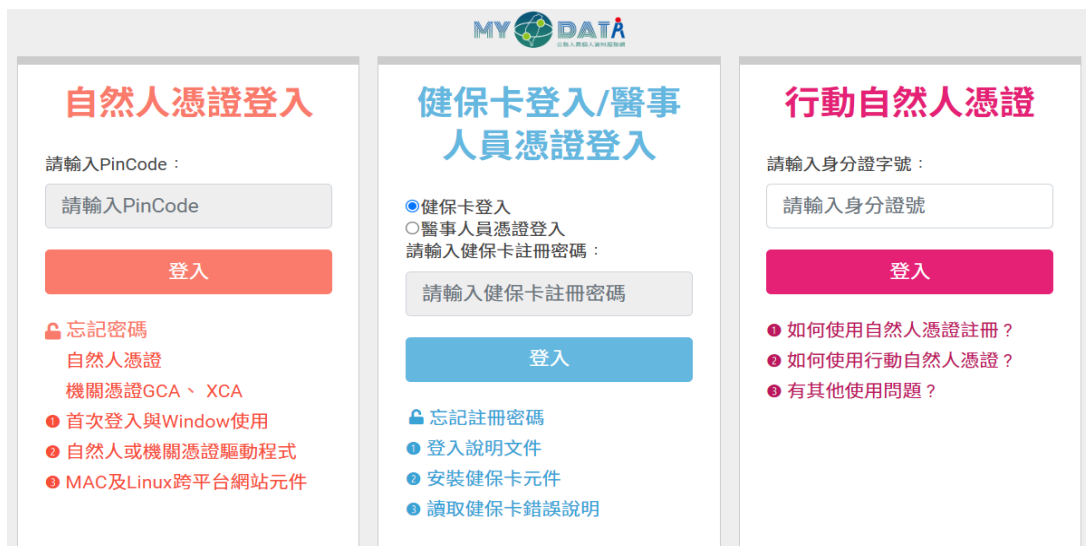 MY DATA
公務人員個人資料服務網
自然人憑證登入
請輸入PinCode：
請輸入PinCode
登入
忘記密碼
自然人憑證
機關憑證GCA、 XCA
❶ 首次登入與Window使用
❷ 自然人或機關憑證驅動程式
❸ MAC及Linux跨平台網站元件
健保卡登入/醫事
人員憑證登入
健保卡登入
醫事人員憑證登入
請輸入健保卡註冊密碼：
請輸入健保卡註冊密碼
登入
忘記註冊密碼
❶ 登入說明文件
❷ 安裝健保卡元件
❸ 讀取健保卡錯誤說明
行動自然人憑證
請輸入身分證字號：
請輸入身分證號
登入
❶ 如何使用自然人憑證註冊？
❷ 如何使用行動自然人憑證？
❸ 有其他使用問題？